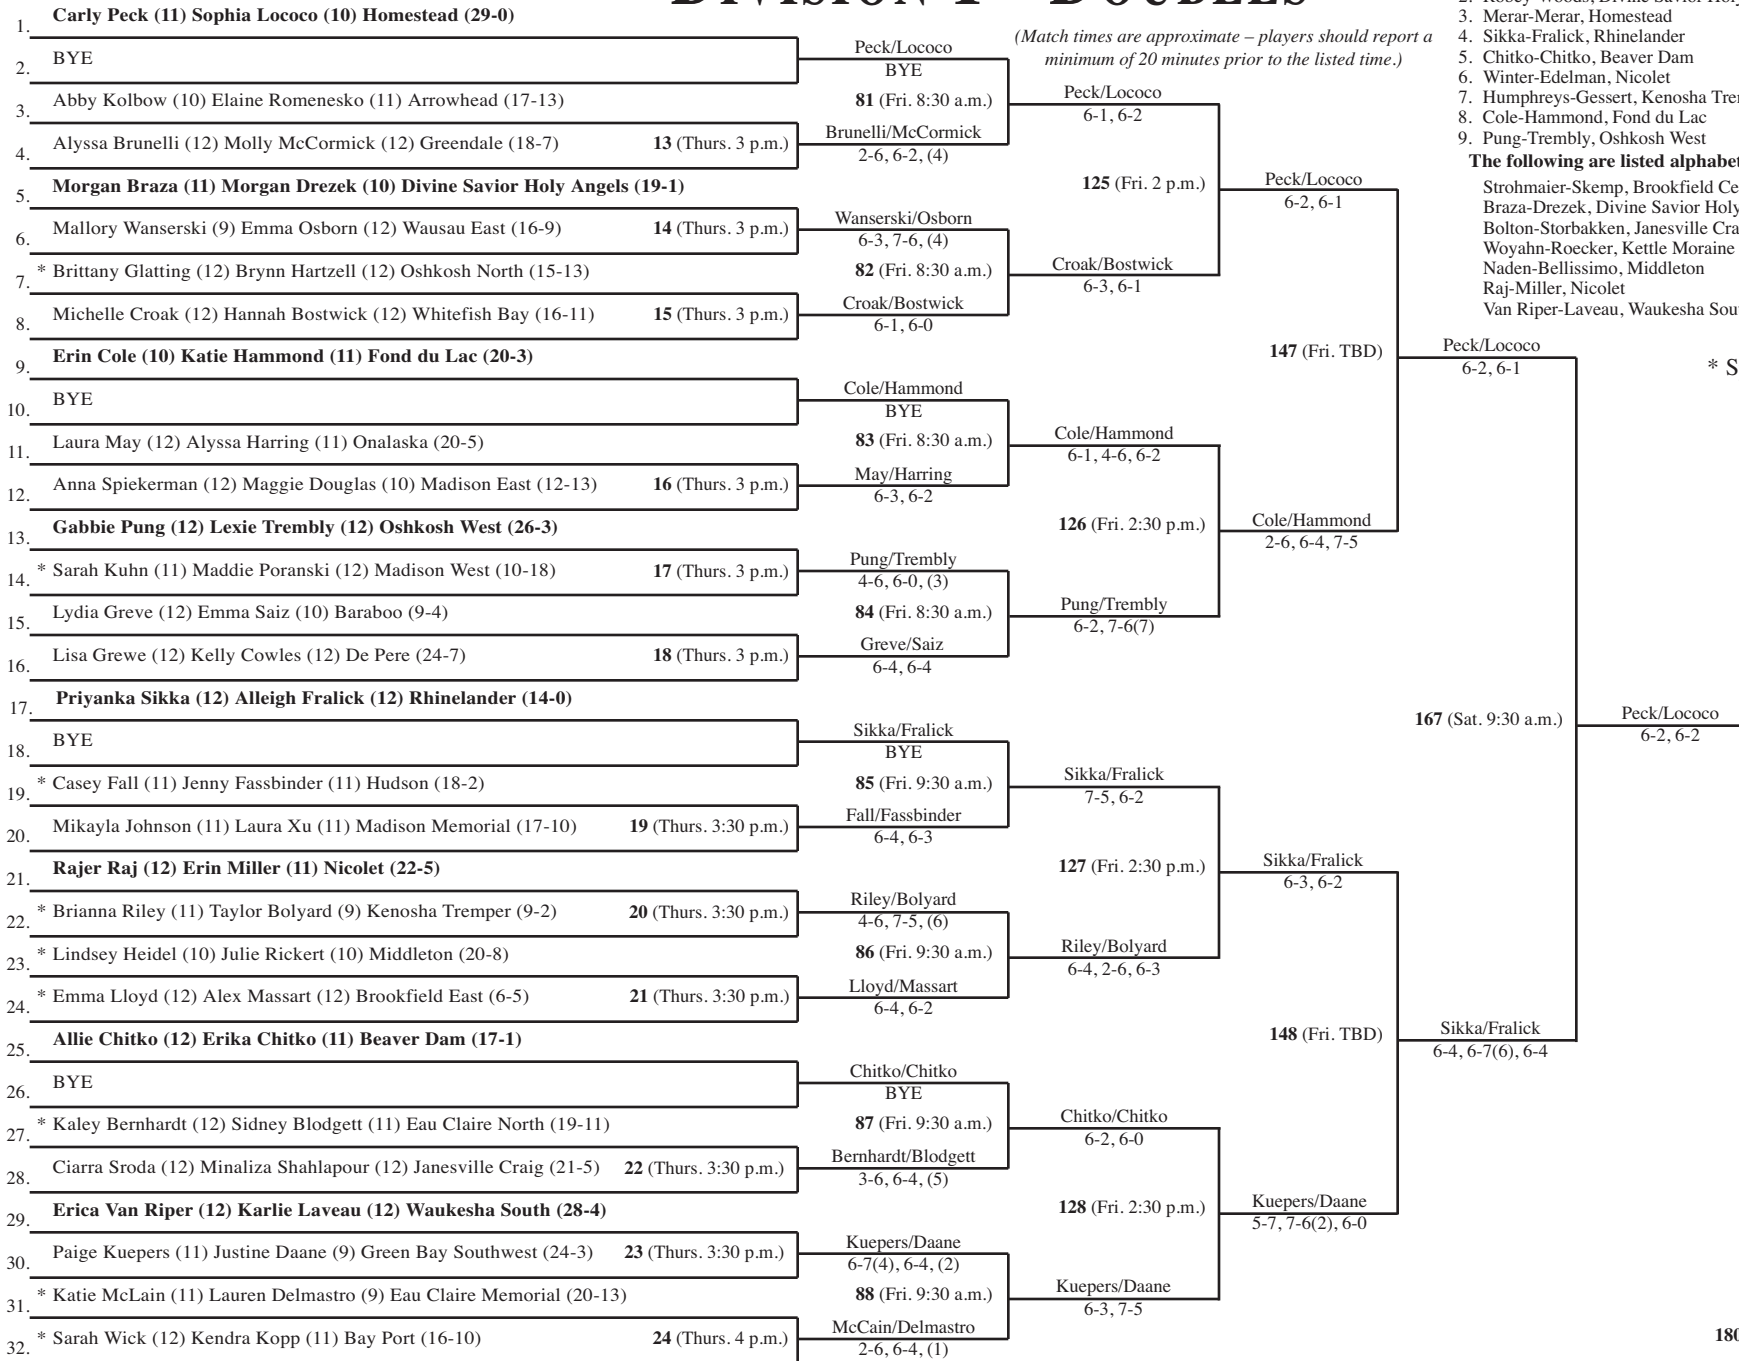 DIVISION 1 – DOUBLES
(Match times are approximate – players should report a
minimum of 20 minutes prior to the listed time.)
1. Carly Peck (11) Sophia Lococo (10) Homestead (29-0)
2. BYE
3. Abby Kolbow (10) Elaine Romenesko (11) Arrowhead (17-13)
4. Alyssa Brunelli (12) Molly McCormick (12) Greendale (18-7)
13 (Thurs. 3 p.m.)
5. Morgan Braza (11) Morgan Drezek (10) Divine Savior Holy Angels (19-1)
6. Mallory Wanserski (9) Emma Osborn (12) Wausau East (16-9)
14 (Thurs. 3 p.m.)
7. * Brittany Glatting (12) Brynn Hartzell (12) Oshkosh North (15-13)
8. Michelle Croak (12) Hannah Bostwick (12) Whitefish Bay (16-11)
15 (Thurs. 3 p.m.)
9. Erin Cole (10) Katie Hammond (11) Fond du Lac (20-3)
10. BYE
11. Laura May (12) Alyssa Harring (11) Onalaska (20-5)
12. Anna Spiekerman (12) Maggie Douglas (10) Madison East (12-13)
16 (Thurs. 3 p.m.)
13. Gabbie Pung (12) Lexie Trembly (12) Oshkosh West (26-3)
14. * Sarah Kuhn (11) Maddie Poranski (12) Madison West (10-18)
17 (Thurs. 3 p.m.)
15. Lydia Greve (12) Emma Saiz (10) Baraboo (9-4)
16. Lisa Grewe (12) Kelly Cowles (12) De Pere (24-7)
18 (Thurs. 3 p.m.)
17. Priyanka Sikka (12) Alleigh Fralick (12) Rhinelander (14-0)
18. BYE
19. * Casey Fall (11) Jenny Fassbinder (11) Hudson (18-2)
20. Mikayla Johnson (11) Laura Xu (11) Madison Memorial (17-10)
19 (Thurs. 3:30 p.m.)
21. Rajer Raj (12) Erin Miller (11) Nicolet (22-5)
22. * Brianna Riley (11) Taylor Bolyard (9) Kenosha Tremper (9-2)
20 (Thurs. 3:30 p.m.)
23. * Lindsey Heidel (10) Julie Rickert (10) Middleton (20-8)
24. * Emma Lloyd (12) Alex Massart (12) Brookfield East (6-5)
21 (Thurs. 3:30 p.m.)
25. Allie Chitko (12) Erika Chitko (11) Beaver Dam (17-1)
26. BYE
27. * Kaley Bernhardt (12) Sidney Blodgett (11) Eau Claire North (19-11)
28. Ciarra Sroda (12) Minaliza Shahlapour (12) Janesville Craig (21-5)
22 (Thurs. 3:30 p.m.)
29. Erica Van Riper (12) Karlie Laveau (12) Waukesha South (28-4)
30. Paige Kuepers (11) Justine Daane (9) Green Bay Southwest (24-3)
23 (Thurs. 3:30 p.m.)
31. * Katie McLain (11) Lauren Delmastro (9) Eau Claire Memorial (20-13)
32. * Sarah Wick (12) Kendra Kopp (11) Bay Port (16-10)
24 (Thurs. 4 p.m.)
Peck/Lococo
BYE
81 (Fri. 8:30 a.m.)
Brunelli/McCormick
2-6, 6-2, (4)
Wanserski/Osborn
6-3, 7-6, (4)
82 (Fri. 8:30 a.m.)
Croak/Bostwick
6-1, 6-0
Cole/Hammond
BYE
83 (Fri. 8:30 a.m.)
May/Harring
6-3, 6-2
Pung/Trembly
4-6, 6-0, (3)
84 (Fri. 8:30 a.m.)
Greve/Saiz
6-4, 6-4
Sikka/Fralick
BYE
85 (Fri. 9:30 a.m.)
Fall/Fassbinder
6-4, 6-3
Riley/Bolyard
4-6, 7-5, (6)
86 (Fri. 9:30 a.m.)
Lloyd/Massart
6-4, 6-2
Chitko/Chitko
BYE
87 (Fri. 9:30 a.m.)
Bernhardt/Blodgett
3-6, 6-4, (5)
Kuepers/Daane
6-7(4), 6-4, (2)
88 (Fri. 9:30 a.m.)
McCain/Delmastro
2-6, 6-4, (1)
Peck/Lococo
6-1, 6-2
125 (Fri. 2 p.m.)
Croak/Bostwick
6-3, 6-1
Cole/Hammond
6-1, 4-6, 6-2
126 (Fri. 2:30 p.m.)
Pung/Trembly
6-2, 7-6(7)
Sikka/Fralick
7-5, 6-2
127 (Fri. 2:30 p.m.)
Riley/Bolyard
6-4, 2-6, 6-3
Chitko/Chitko
6-2, 6-0
128 (Fri. 2:30 p.m.)
Kuepers/Daane
6-3, 7-5
Peck/Lococo
6-2, 6-1
147 (Fri. TBD)
Cole/Hammond
2-6, 6-4, 7-5
Sikka/Fralick
6-3, 6-2
148 (Fri. TBD)
Kuepers/Daane
5-7, 7-6(2), 6-0
Peck/Lococo
6-2, 6-1
167 (Sat. 9:30 a.m.)
Sikka/Fralick
6-4, 6-7(6), 6-4
Peck/Lococo
6-2, 6-2
3. Merar-Merar, Homestead
4. Sikka-Fralick, Rhinelander
5. Chitko-Chitko, Beaver Dam
6. Winter-Edelman, Nicolet
7. Humphreys-Gessert, Kenosha Tre
8. Cole-Hammond, Fond du Lac
9. Pung-Trembly, Oshkosh West
The following are listed alphabet
Strohmaier-Skemp, Brookfield Ce
Braza-Drezek, Divine Savior Holy
Bolton-Storbakken, Janesville Cra
Woyahn-Roecker, Kettle Moraine
Naden-Bellissimo, Middleton
Raj-Miller, Nicolet
Van Riper-Laveau, Waukesha Sou
* S
180